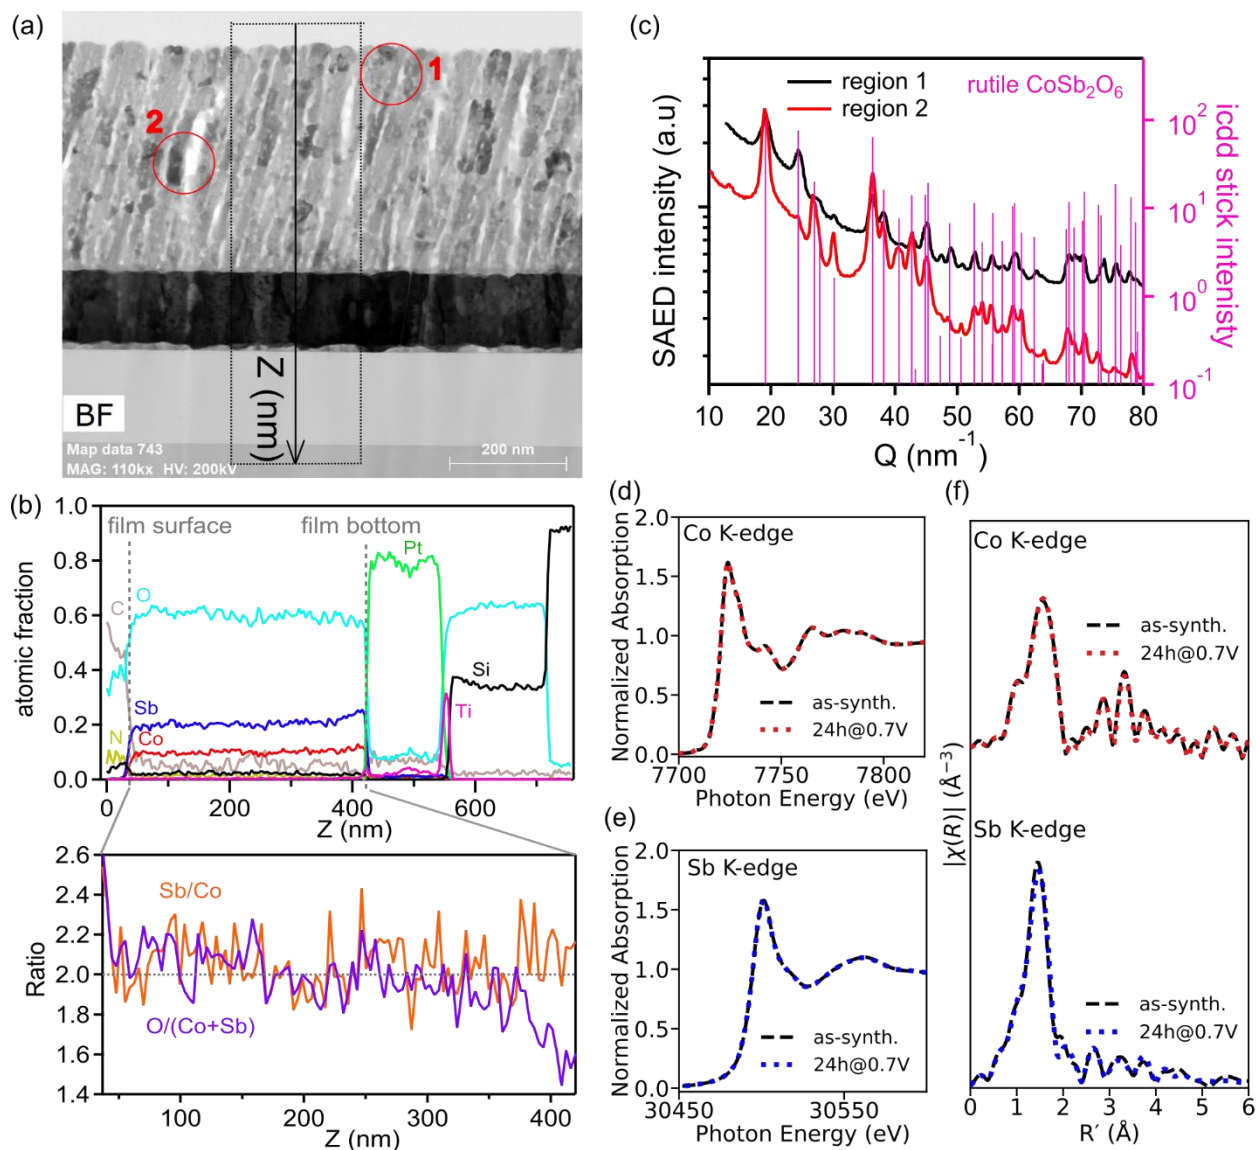 (a)
1
2
Z (nm)
BF
Map data 743
MAG: 110kx HV: 200kV
200 nm
(b)
1.0
0.8
0.6
0.4
0.2
0.0
atomic fraction
film surface
film bottom
C
O
Sb
N
Co
Pt
Si
Ti
0
200
400
600
Z (nm)
2.6
2.4
2.2
2.0
1.8
1.6
1.4
Ratio
Sb/Co
O/(Co+Sb)
100
200
300
400
Z (nm)
(c)
region 1
region 2
rutile CoSb₂O₆
SAED intensity (a.u)
10² 
10¹
10⁰
10⁻¹
icdd stick intenisty
10
20
30
40
50
60
70
80
Q (nm⁻¹)
(d)
2.0
1.5
1.0
0.5
0.0
Normalized Absorption
Co K-edge
as-synth.
24h@0.7V
7700
7750
7800
Photon Energy (eV)
(e)
2.0
1.5
1.0
0.5
0.0
Normalized Absorption
Sb K-edge
as-synth.
24h@0.7V
30450
30550
Photon Energy (eV)
(f)
Co K-edge
as-synth.
24h@0.7V
|χ(R)| (Å⁻³)
Sb K-edge
as-synth.
24h@0.7V
0
1
2
3
4
5
6
R′ (Å)